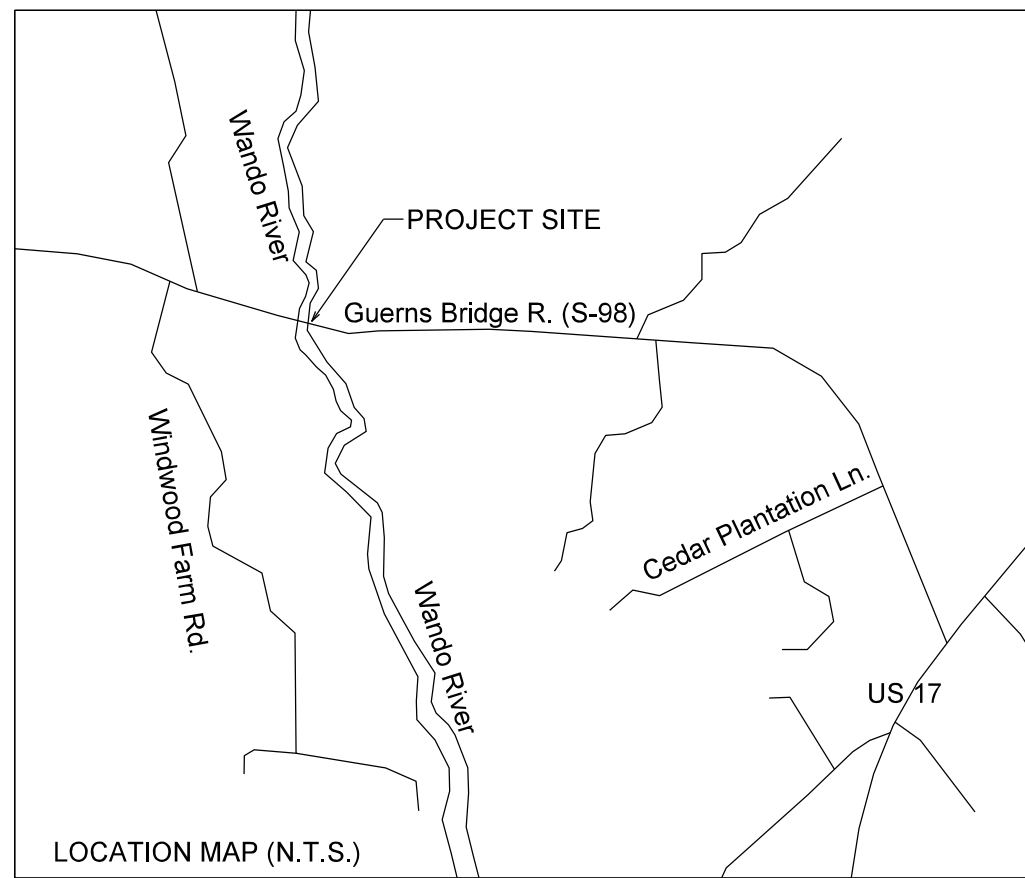 Wando River
PROJECT SITE
Guerns Bridge R. (S-98)
Windwood Farm Rd.
Cedar Plantation Ln.
Wando River
US 17
LOCATION MAP (N.T.S.)